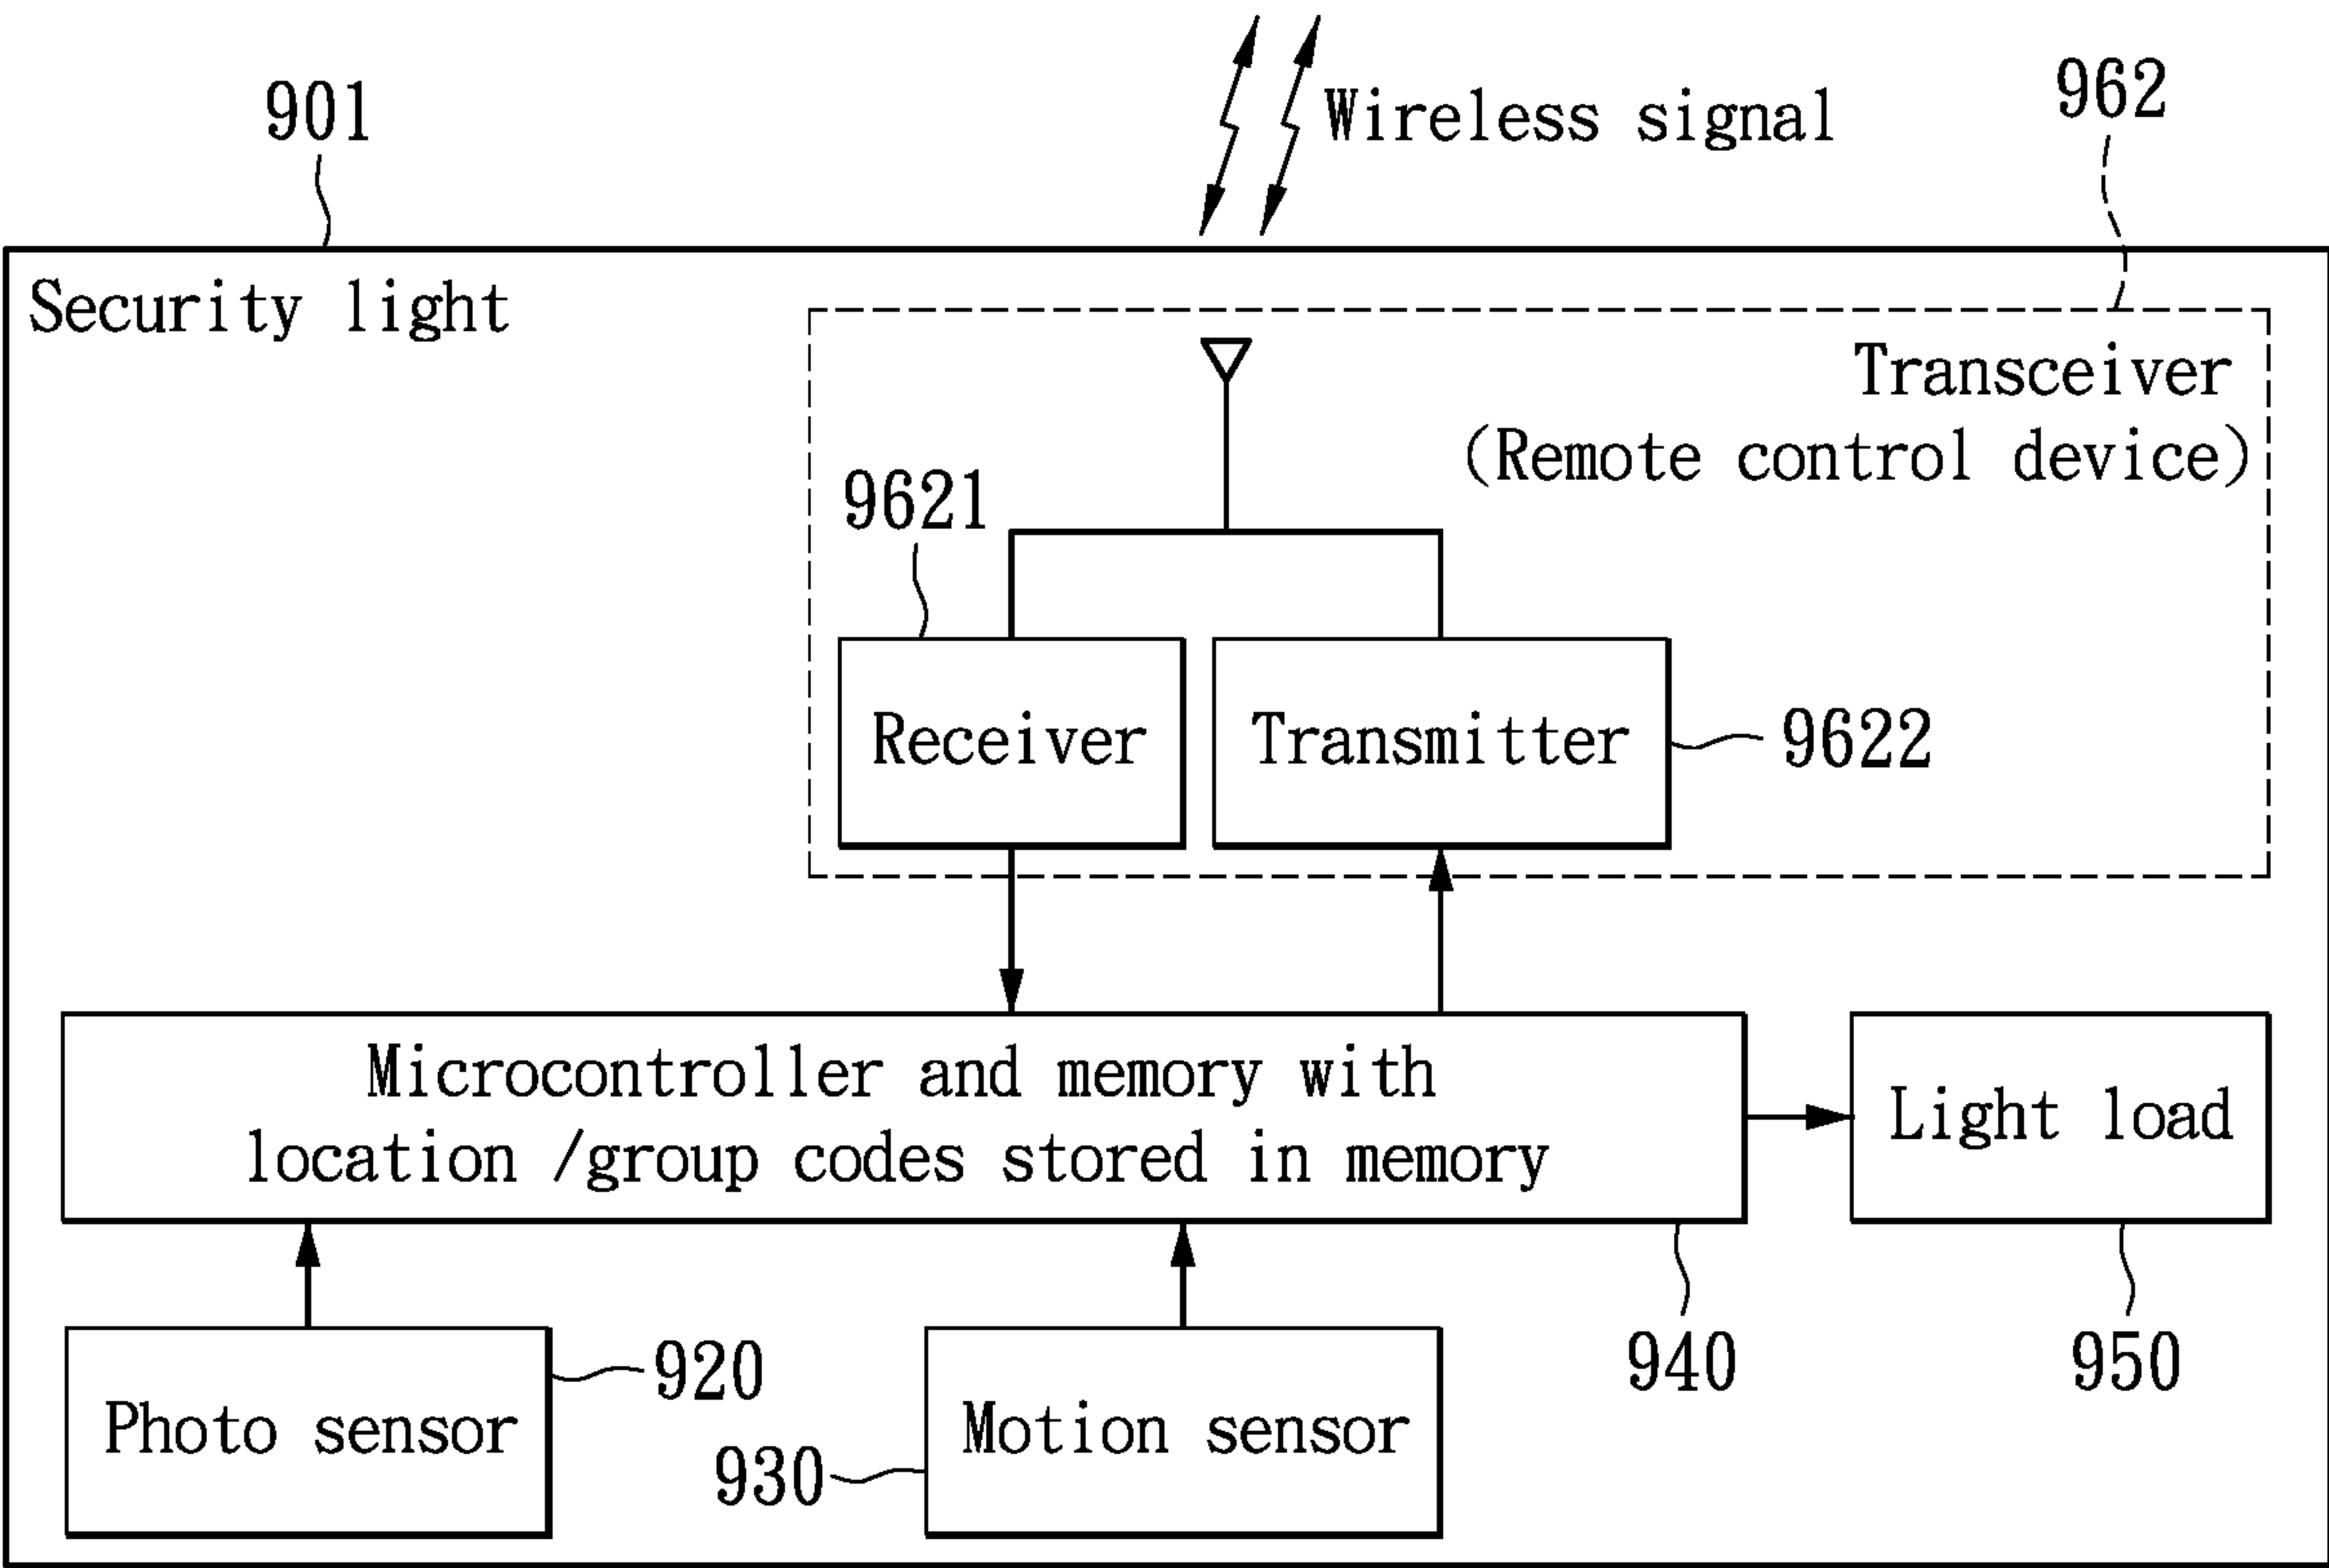 901
Wireless signal
962
Security light
Transceiver
(Remote control device)
9621
Receiver
Transmitter
9622
Microcontroller and memory with
location /group codes stored in memory
Light load
920
940
950
Photo sensor
Motion sensor
930